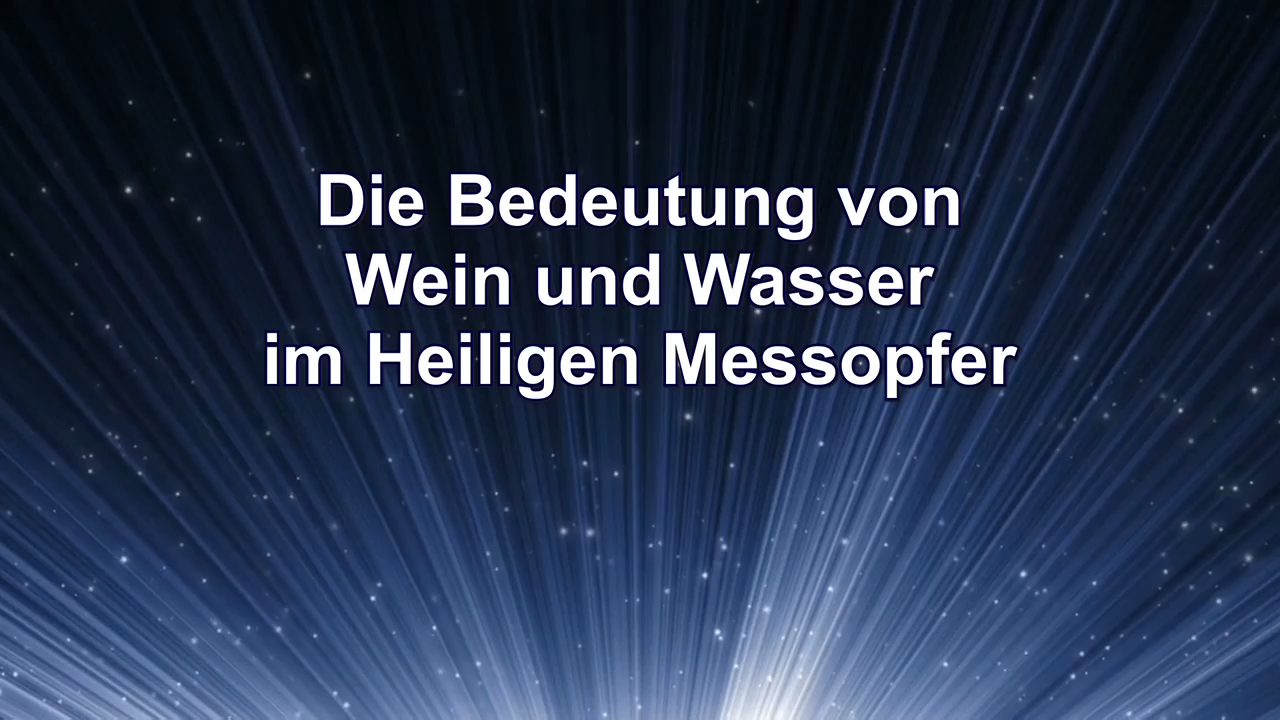 Die Bedeutung von
Wein und Wasser
im Heiligen Messopfer